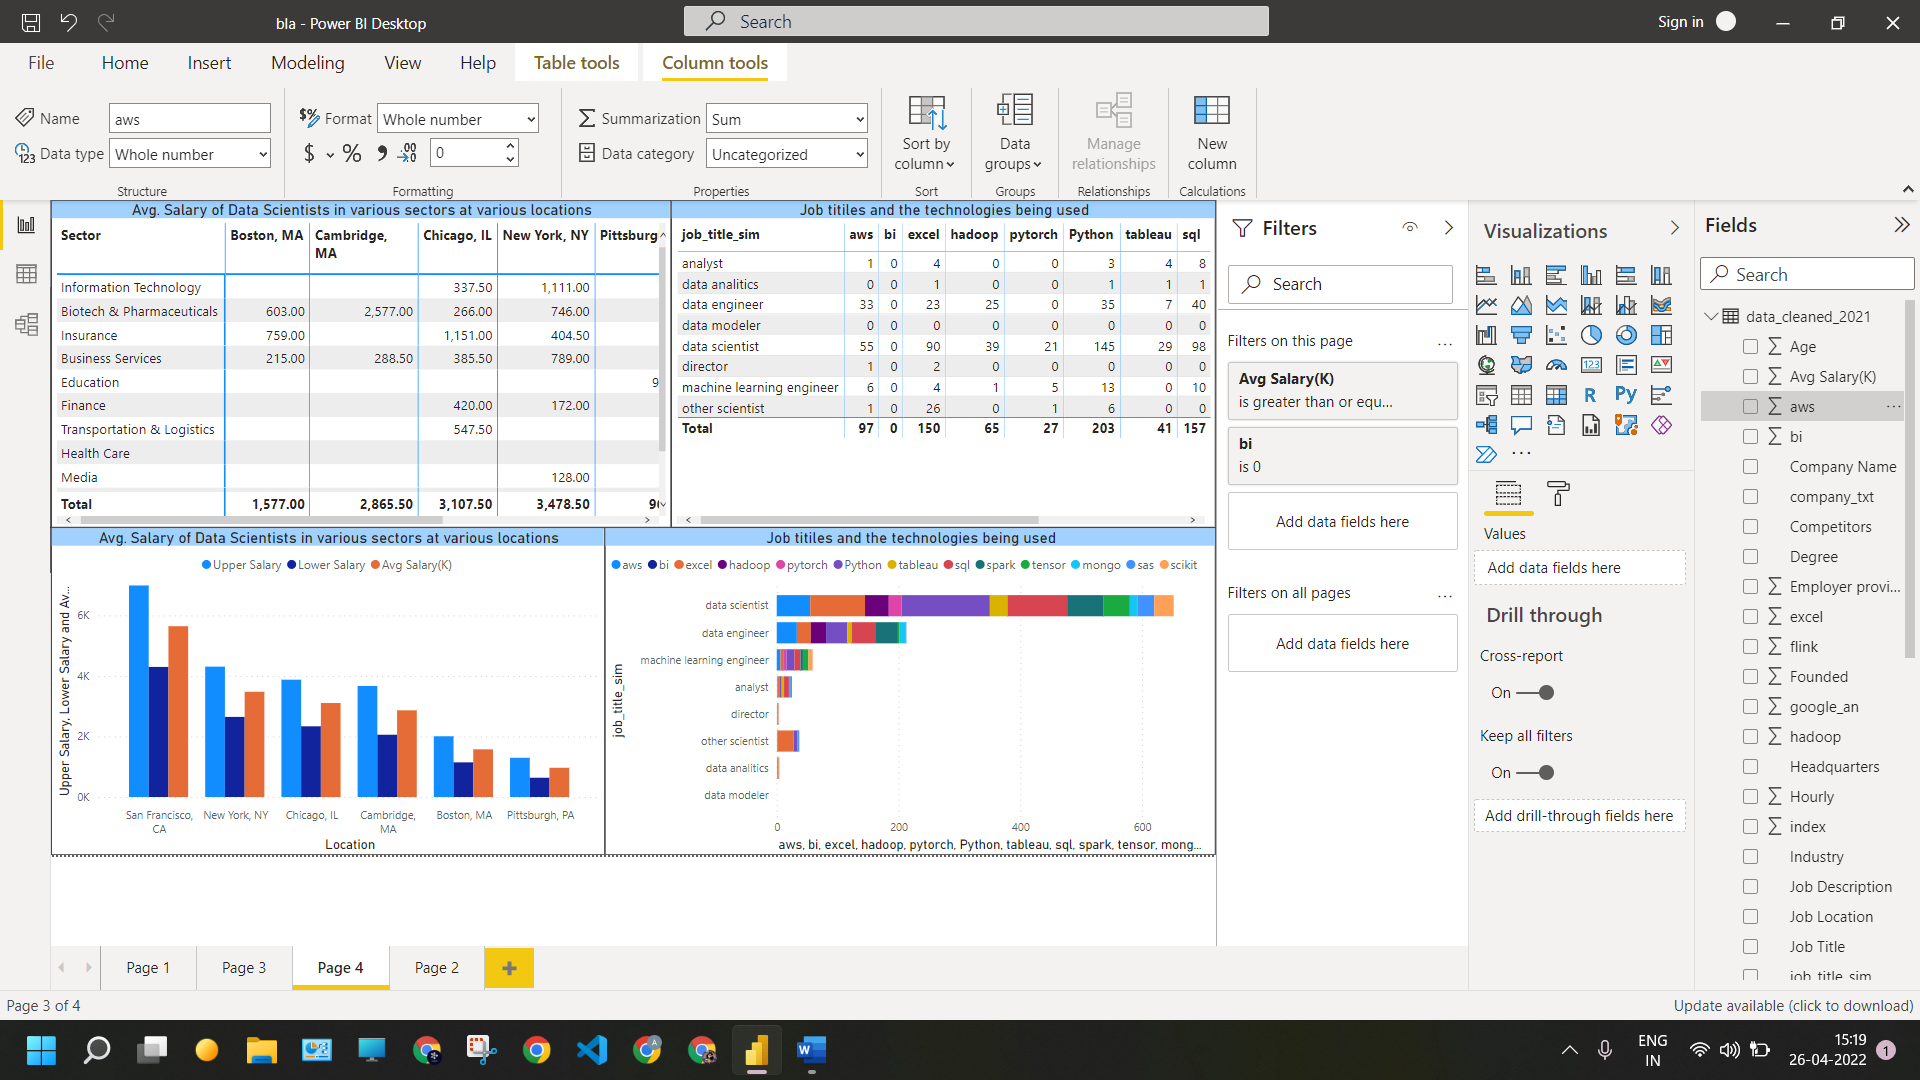 bla - Power BI Desktop
Search
Sign in
File Home Insert Modeling View Help Table tools Column tools
Name aws
Data type Whole number
Structure
Format Whole number
$ % 0
Formatting
Summarization Sum
Data category Uncategorized
Properties
Sort by column
Sort
Data groups
Groups
Manage relationships
Relationships
New column
Calculations
Avg. Salary of Data Scientists in various sectors at various locations
Sector Boston, MA Cambridge, MA Chicago, IL New York, NY Pittsburg
Information Technology 337.50 1,111.00
Biotech & Pharmaceuticals 603.00 2,577.00 266.00 746.00
Insurance 759.00 1,151.00 404.50
Business Services 215.00 288.50 385.50 789.00
Education 9
Finance 420.00 172.00
Transportation & Logistics 547.50
Health Care
Media 128.00
Total 1,577.00 2,865.50 3,107.50 3,478.50
Job titiles and the technologies being used
job_title_sim aws bi excel hadoop pytorch Python tableau sql
analyst 1 0 4 0 0 3 4 8
data analitics 0 0 1 0 0 1 1 1
data engineer 33 0 23 25 0 35 7 40
data modeler 0 0 0 0 0 0 0 0
data scientist 55 0 90 39 21 145 29 98
director 1 0 2 0 0 0 0 0
machine learning engineer 6 0 4 1 5 13 0 10
other scientist 1 0 26 0 1 6 0 0
Total 97 0 150 65 27 203 41 157
Avg. Salary of Data Scientists in various sectors at various locations
Upper Salary Lower Salary Avg Salary(K)
Upper Salary, Lower Salary and Av...
6K
4K
2K
0K
San Francisco, CA New York, NY Chicago, IL Cambridge, MA Boston, MA Pittsburgh, PA
Location
Job titiles and the technologies being used
aws bi excel hadoop pytorch Python tableau sql spark tensor mongo sas scikit
job_title_sim
data scientist
data engineer
machine learning engineer
analyst
director
other scientist
data analitics
data modeler
0 200 400 600
aws, bi, excel, hadoop, pytorch, Python, tableau, sql, spark, tensor, mong...
Filters
Search
Filters on this page ...
Avg Salary(K)
is greater than or equ...
bi
is 0
Add data fields here
Filters on all pages ...
Add data fields here
Visualizations
123
R
Py
...
Values
Add data fields here
Drill through
Cross-report
On
Keep all filters
On
Add drill-through fields here
Fields
Search
data_cleaned_2021
Age
Avg Salary(K)
aws ...
bi
Company Name
company_txt
Competitors
Degree
Employer provi...
excel
flink
Founded
google_an
hadoop
Headquarters
Hourly
index
Industry
Job Description
Job Location
Job Title
job_title_sim
Page 1 Page 3 Page 4 Page 2 +
Page 3 of 4
Update available (click to download)
ENG IN
15:19
26-04-2022
1